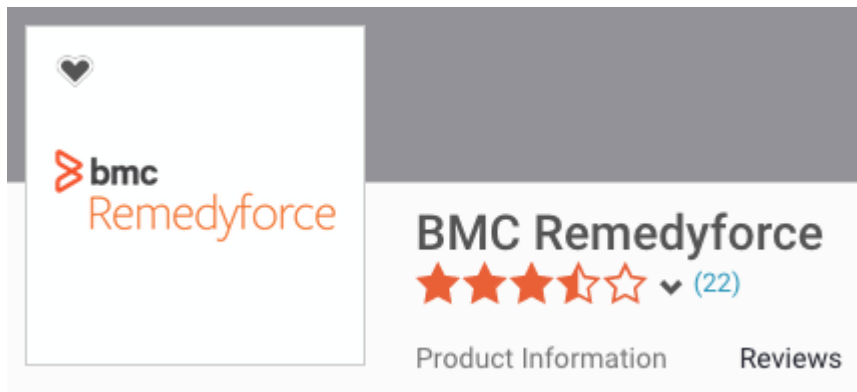 bmc
Remedyforce
BMC Remedyforce
(22)
Product Information Reviews